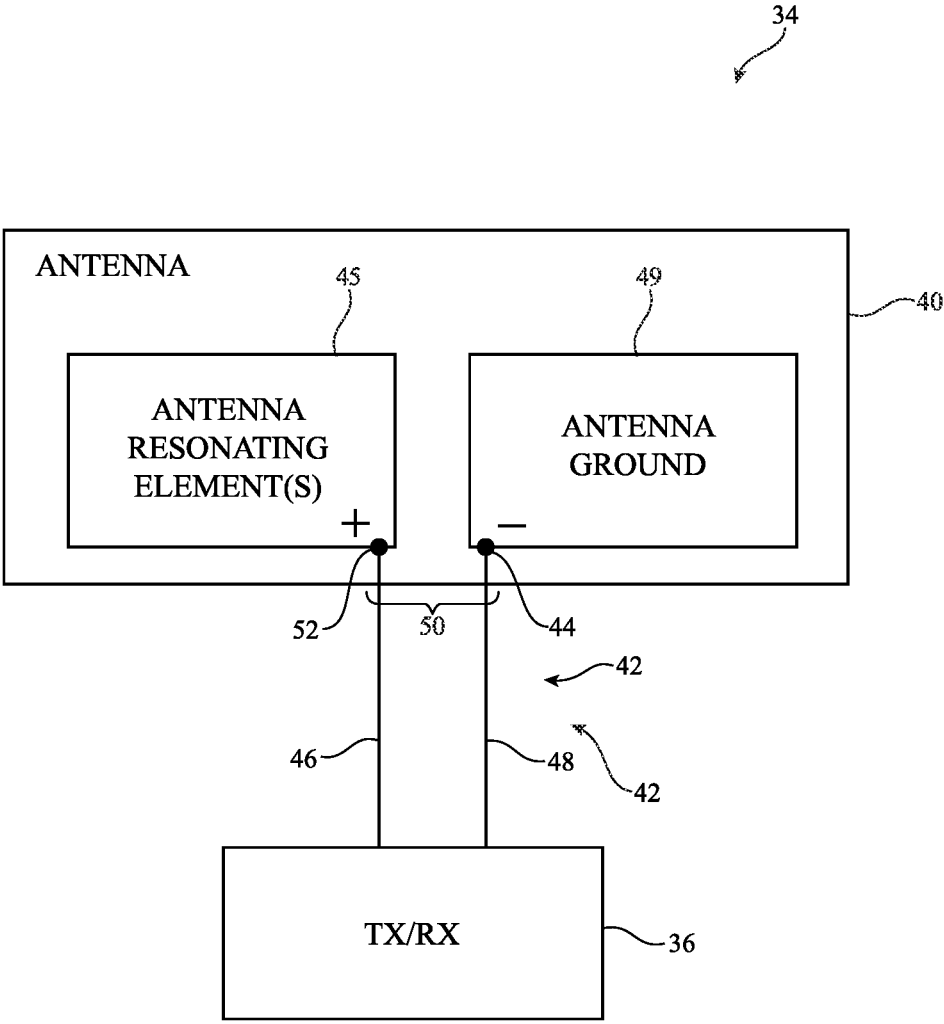 34
ANTENNA
45
49
40
ANTENNA
RESONATING
ELEMENT(S)
ANTENNA
GROUND
+
−
52
50
44
42
46
48
42
TX/RX
36